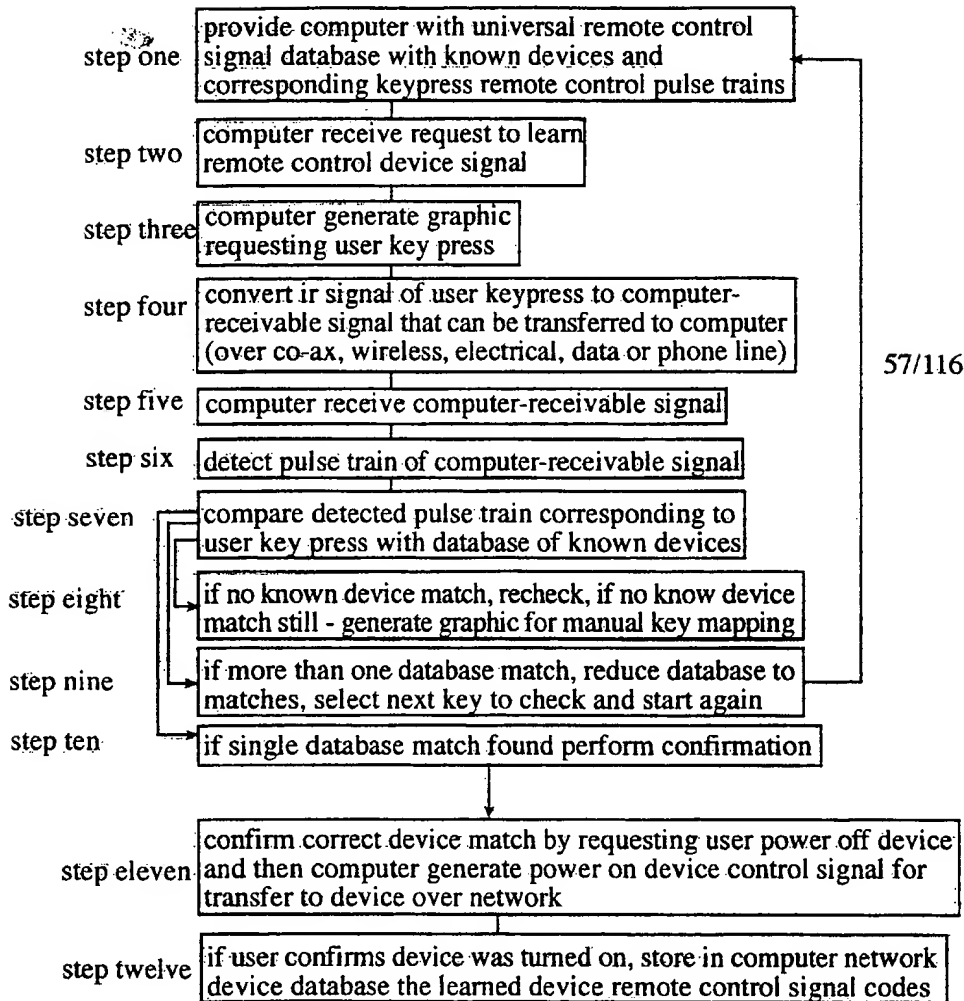 step one
provide computer with universal remote control
signal database with known devices and
corresponding keypress remote control pulse trains
step two
computer receive request to learn
remote control device signal
step three
computer generate graphic
requesting user key press
step four
convert ir signal of user keypress to computer-
receivable signal that can be transferred to computer
(over co-ax, wireless, electrical, data or phone line)
57/116
step five
computer receive computer-receivable signal
step six
detect pulse train of computer-receivable signal
step seven
compare detected pulse train corresponding to
user key press with database of known devices
step eight
if no known device match, recheck, if no know device
match still - generate graphic for manual key mapping
step nine
if more than one database match, reduce database to
matches, select next key to check and start again
step ten
if single database match found perform confirmation
step eleven
confirm correct device match by requesting user power off device
and then computer generate power on device control signal for
transfer to device over network
step twelve
if user confirms device was turned on, store in computer network
device database the learned device remote control signal codes